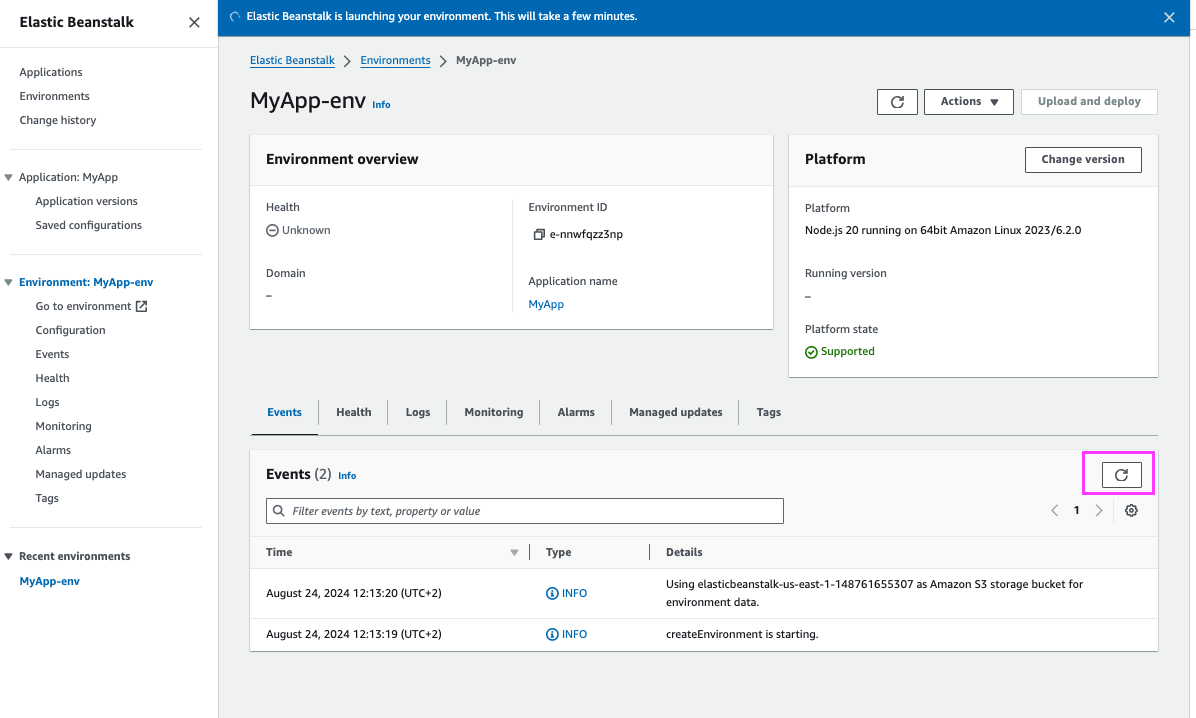 Elastic Beanstalk
Elastic Beanstalk is launching your environment. This will take a few minutes.
Applications
Environments
Change history
Application: MyApp
Application versions
Saved configurations
Environment: MyApp-env
Go to environment
Configuration
Events
Health
Logs
Monitoring
Alarms
Managed updates
Tags
Recent environments
MyApp-env
Elastic Beanstalk > Environments > MyApp-env
MyApp-env Info
Actions
Upload and deploy
Environment overview
Health
Unknown
Domain
–
Environment ID
e-nnwfqzz3np
Application name
MyApp
Platform
Change version
Platform
Node.js 20 running on 64bit Amazon Linux 2023/6.2.0
Running version
–
Platform state
Supported
Events Health Logs Monitoring Alarms Managed updates Tags
Events (2) Info
Filter events by text, property or value
1
Time Type Details
August 24, 2024 12:13:20 (UTC+2) INFO Using elasticbeanstalk-us-east-1-148761655307 as Amazon S3 storage bucket for
environment data.
August 24, 2024 12:13:19 (UTC+2) INFO createEnvironment is starting.